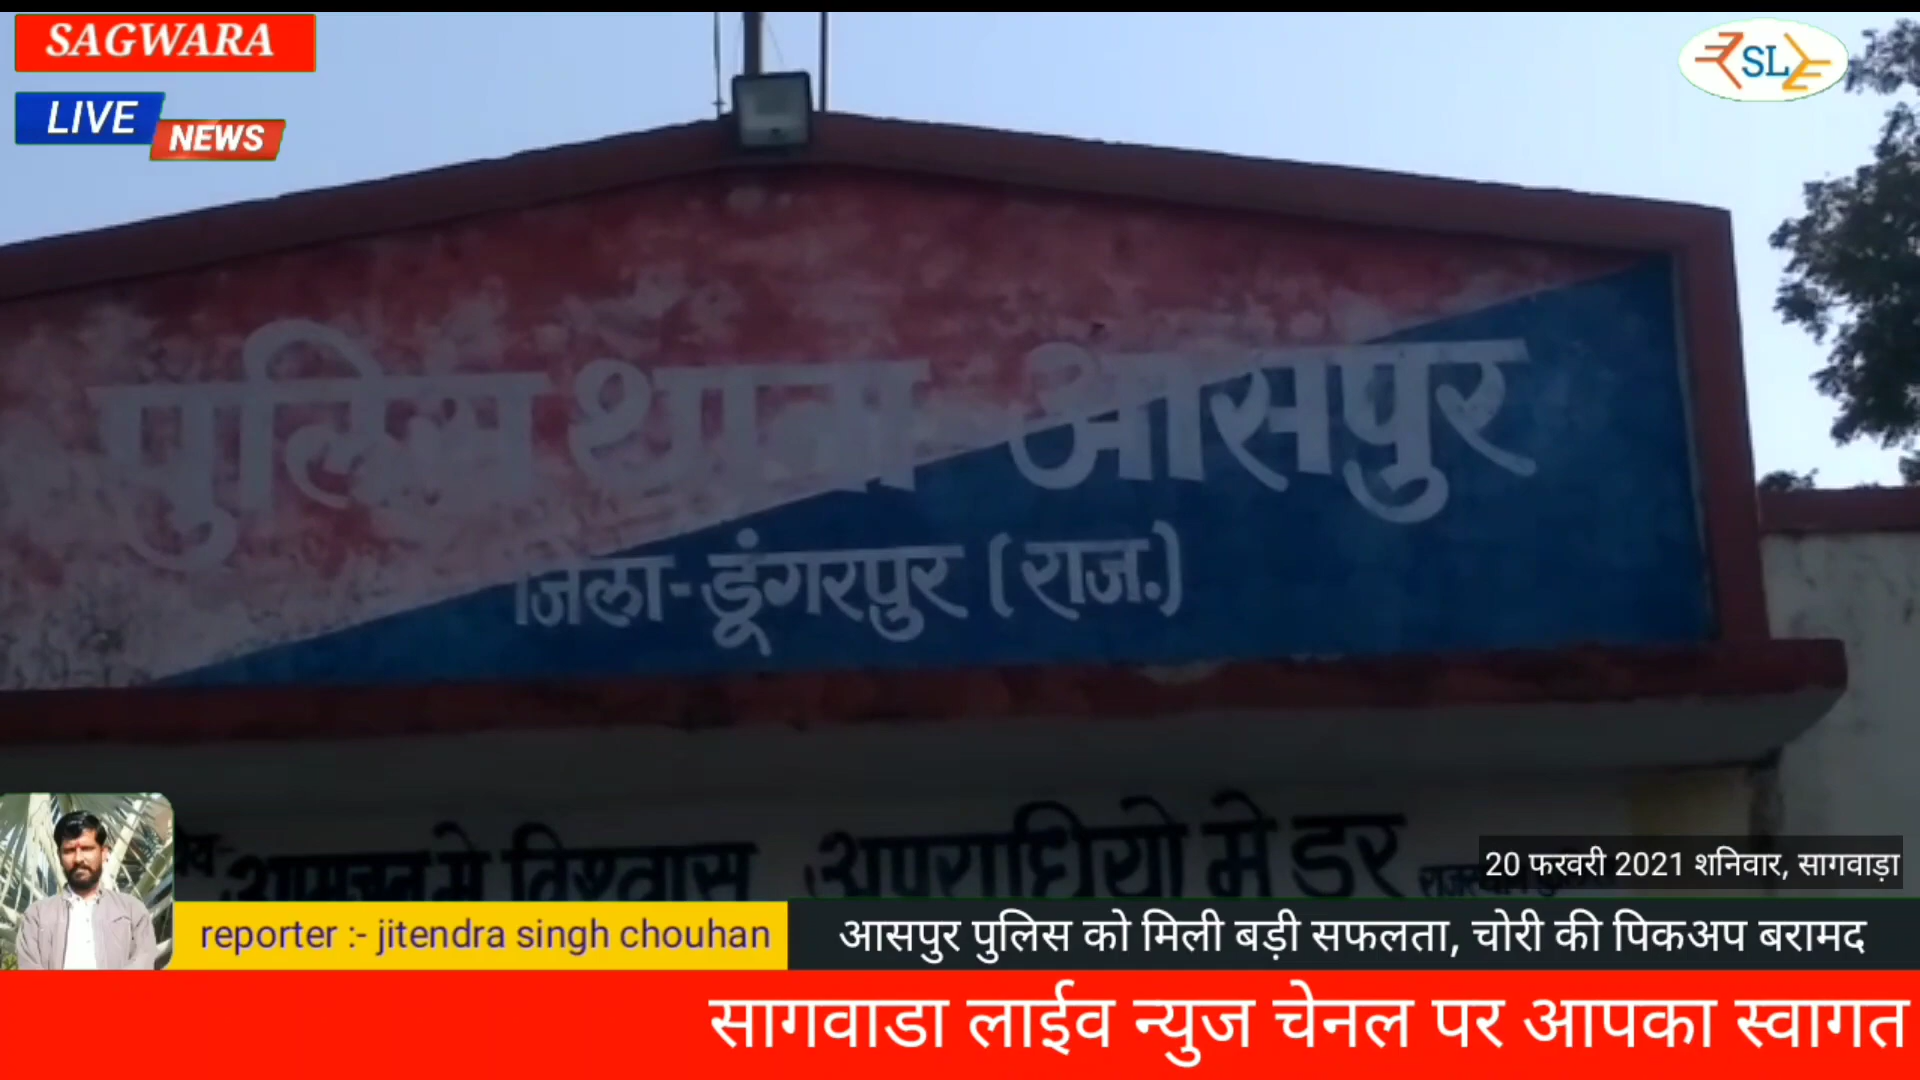 SAGWARA
LIVE
NEWS
SL
पुलिस थाना आसपुर
जिला-डूंगरपुर (राज.)
आमजन मे विश्वास अपराधियो मे डर
20 फरवरी 2021 शनिवार, सागवाड़ा
reporter :- jitendra singh chouhan
आसपुर पुलिस को मिली बड़ी सफलता, चोरी की पिकअप बरामद
सागवाडा लाईव न्युज चेनल पर आपका स्वागत